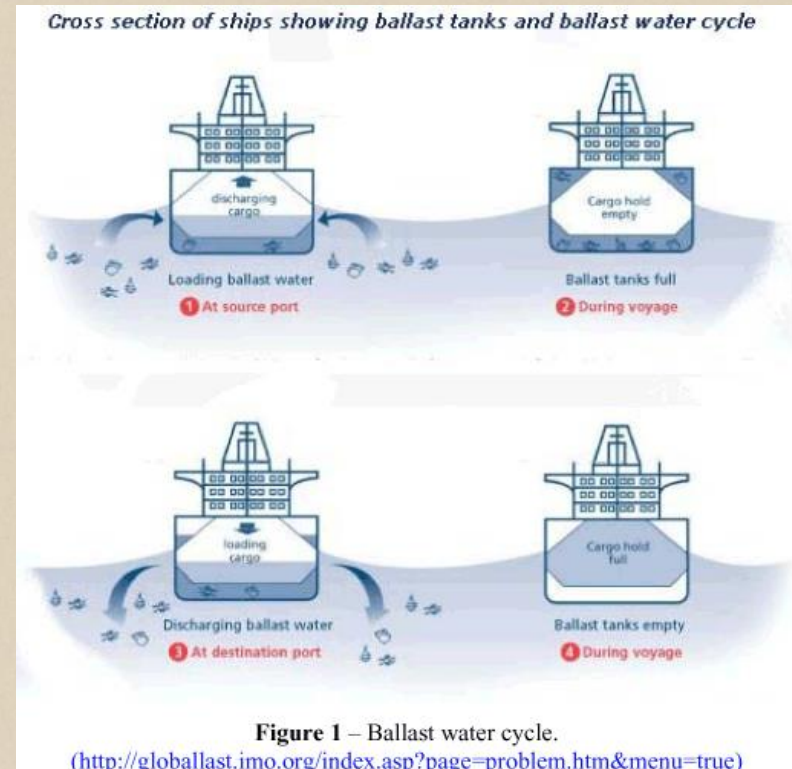 Cross section of ships showing ballast tanks and ballast water cycle
discharging
cargo
Loading ballast water
1 At source port
Cargo hold
empty
Ballast tanks full
2 During voyage
loading
cargo
Discharging ballast water
3 At destination port
Cargo hold
full
Ballast tanks empty
4 During voyage
Figure 1 – Ballast water cycle.
(http://globallast.imo.org/index.asp?page=problem.htm&menu=true)